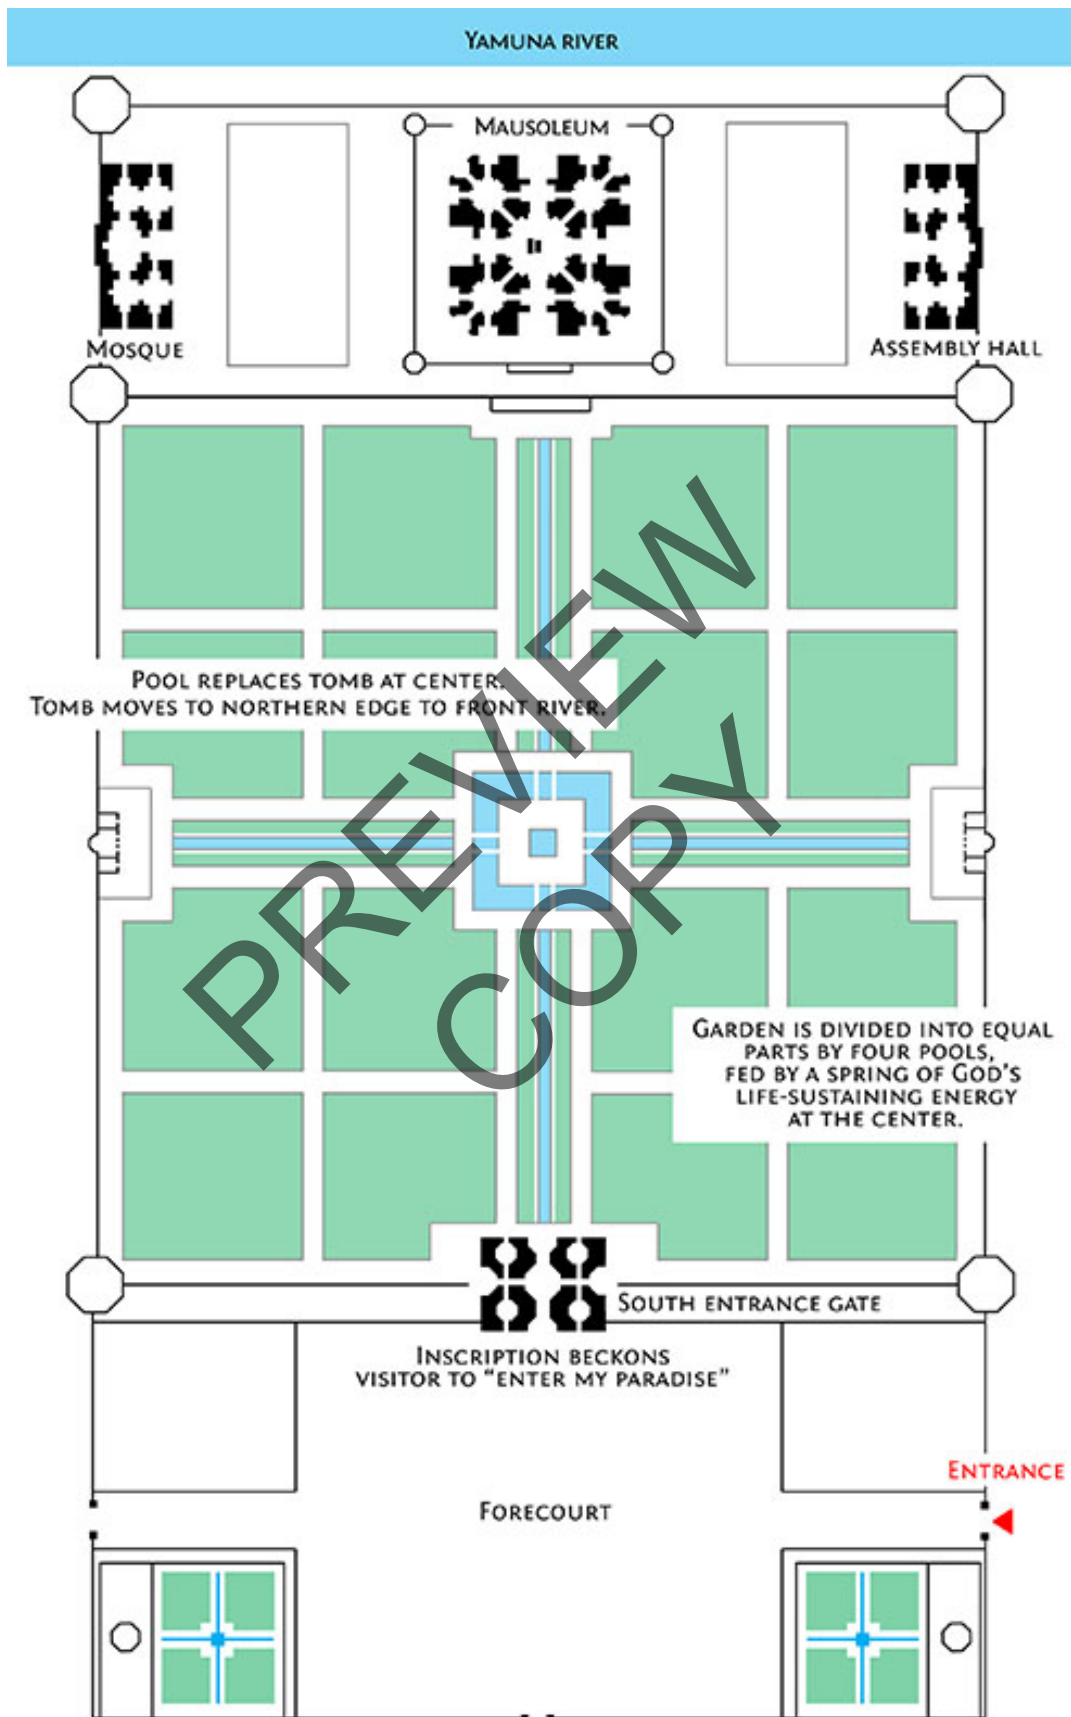 YAMUNA RIVER
MAUSOLEUM
MOSQUE
ASSEMBLY HALL
POOL REPLACES TOMB AT CENTER.
TOMB MOVES TO NORTHERN EDGE TO FRONT RIVER.
PREVIEW
COPY
GARDEN IS DIVIDED INTO EQUAL
PARTS BY FOUR POOLS,
FED BY A SPRING OF GOD'S
LIFE-SUSTAINING ENERGY
AT THE CENTER.
SOUTH ENTRANCE GATE
INSCRIPTION BECKONS
VISITOR TO “ENTER MY PARADISE”
ENTRANCE
FORECOURT